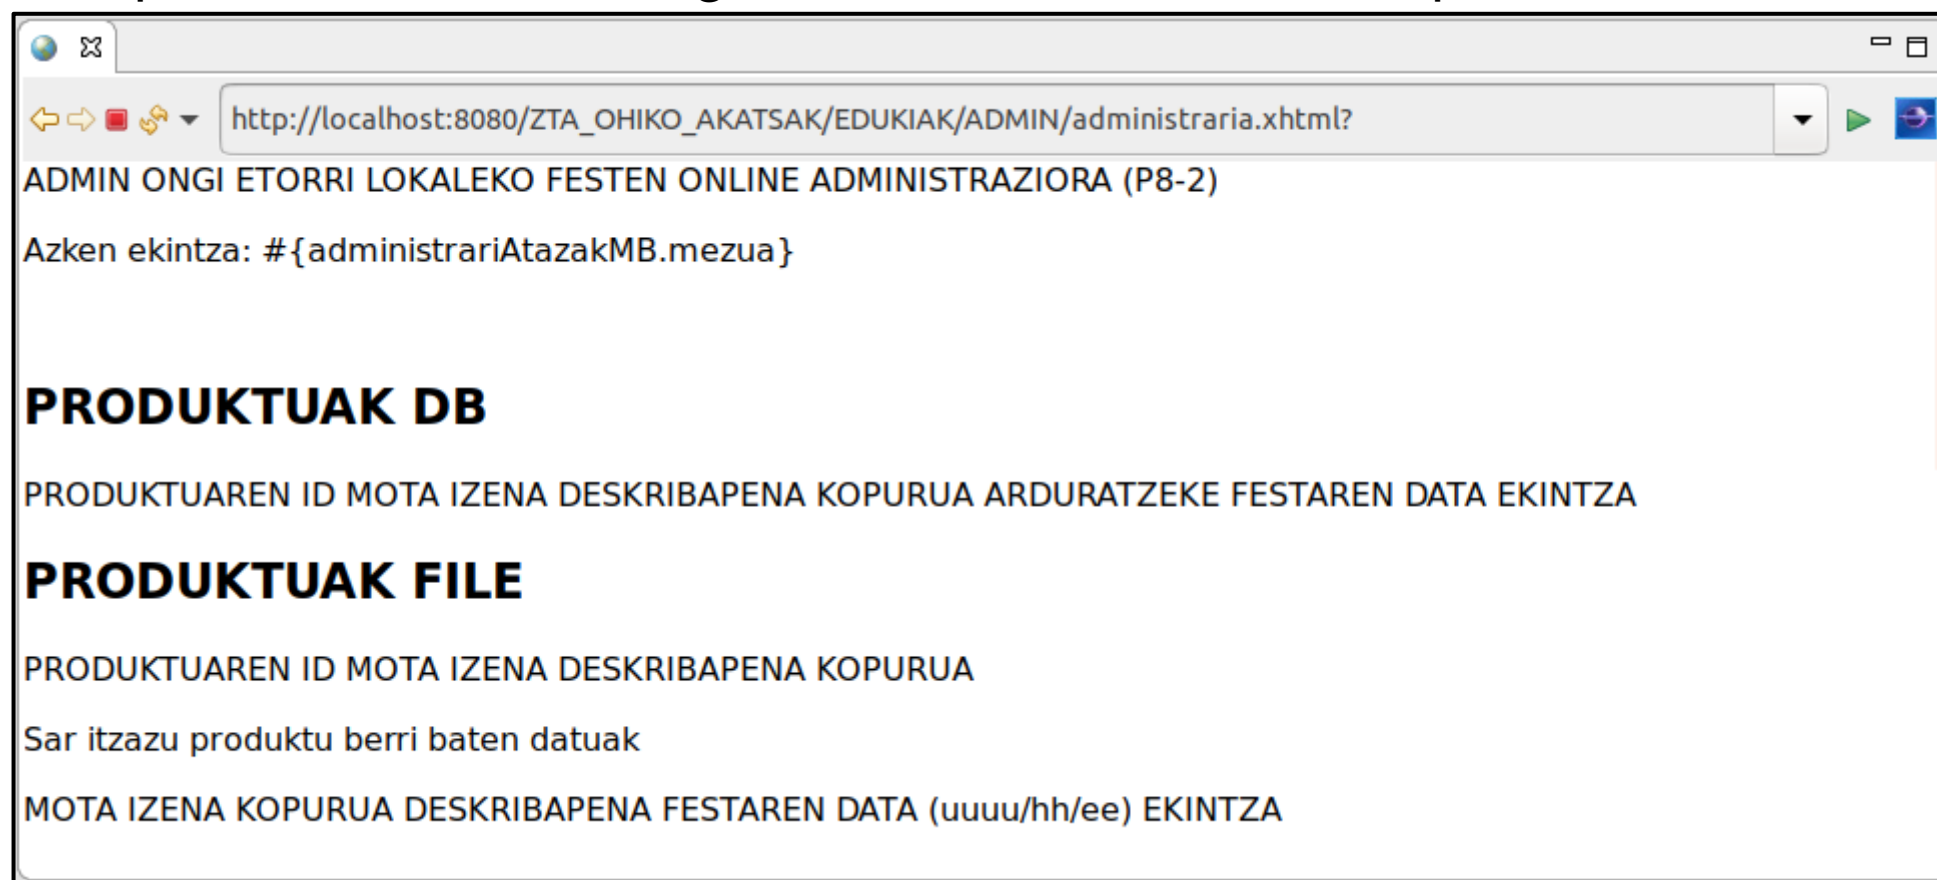 http://localhost:8080/ZTA_OHIKO_AKATSAK/EDUKIAK/ADMIN/administraria.xhtml?
ADMIN ONGI ETORRI LOKALEKO FESTEN ONLINE ADMINISTRAZIORA (P8-2)
Azken ekintza: #{administrariAtazakMB.mezua}
PRODUKTUAK DB
PRODUKTUAREN ID MOTA IZENA DESKRIBAPENA KOPURUA ARDURATZEKE FESTAREN DATA EKINTZA
PRODUKTUAK FILE
PRODUKTUAREN ID MOTA IZENA DESKRIBAPENA KOPURUA
Sar itzazu produktu berri baten datuak
MOTA IZENA KOPURUA DESKRIBAPENA FESTAREN DATA (uuuu/hh/ee) EKINTZA